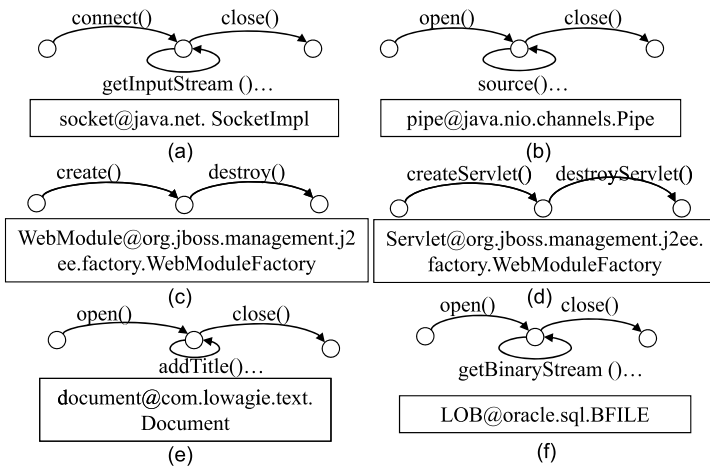 connect() close()
getInputStream ()…
socket@java.net. SocketImpl
(a)
open() close()
source()…
pipe@java.nio.channels.Pipe
(b)
create() destroy()
WebModule@org.jboss.management.j2
ee.factory.WebModuleFactory
(c)
createServlet() destroyServlet()
Servlet@org.jboss.management.j2ee.
factory.WebModuleFactory
(d)
open() close()
addTitle()…
document@com.lowagie.text.
Document
(e)
open() close()
getBinaryStream ()…
LOB@oracle.sql.BFILE
(f)